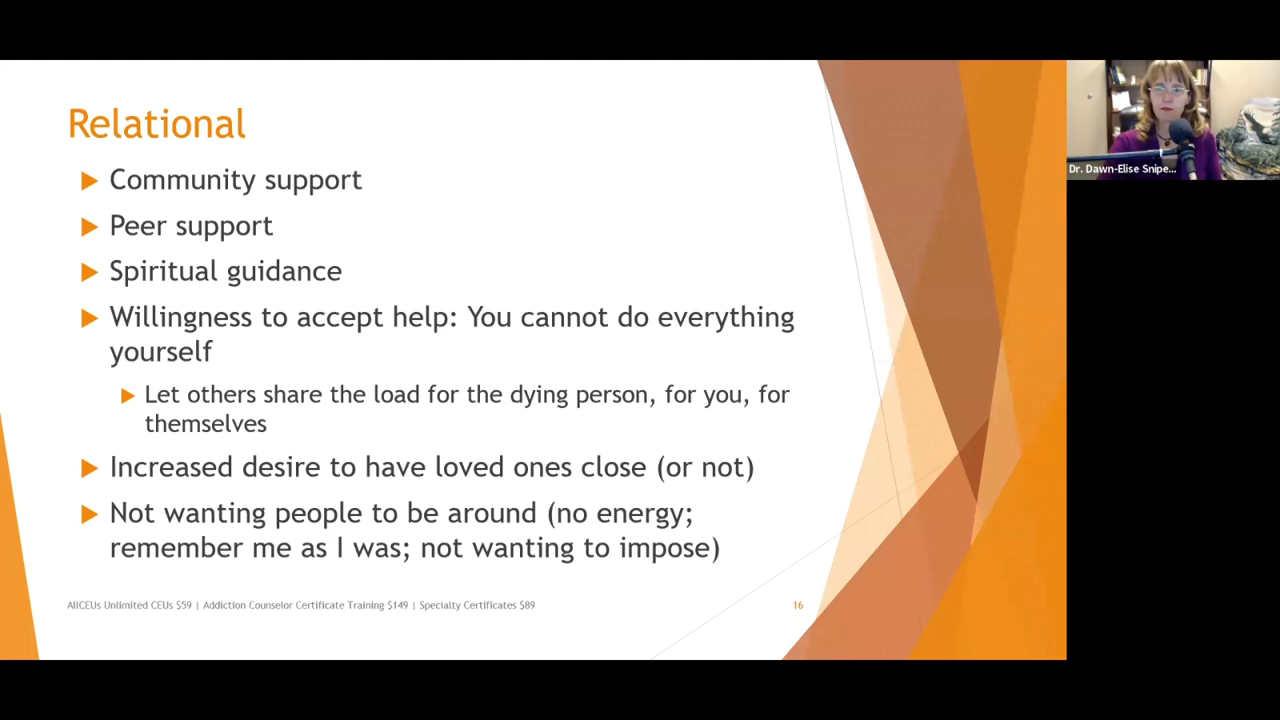 Relational
Community support
Peer support
Spiritual guidance
Willingness to accept help: You cannot do everything
yourself
Let others share the load for the dying person, for you, for
themselves
Increased desire to have loved ones close (or not)
Not wanting people to be around (no energy;
remember me as I was; not wanting to impose)
AllCEUs Unlimited CEUs $59 | Addiction Counselor Certificate Training $149 | Specialty Certificates $89
16
Dr. Dawn-Elise Snipe...